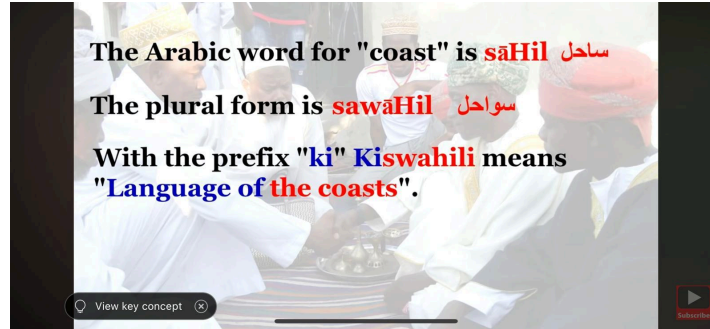 The Arabic word for "coast" is sāHil ساحل
The plural form is sawāHil سواحل
With the prefix "ki" Kiswahili means
"Language of the coasts".
View key concept
Subscribe